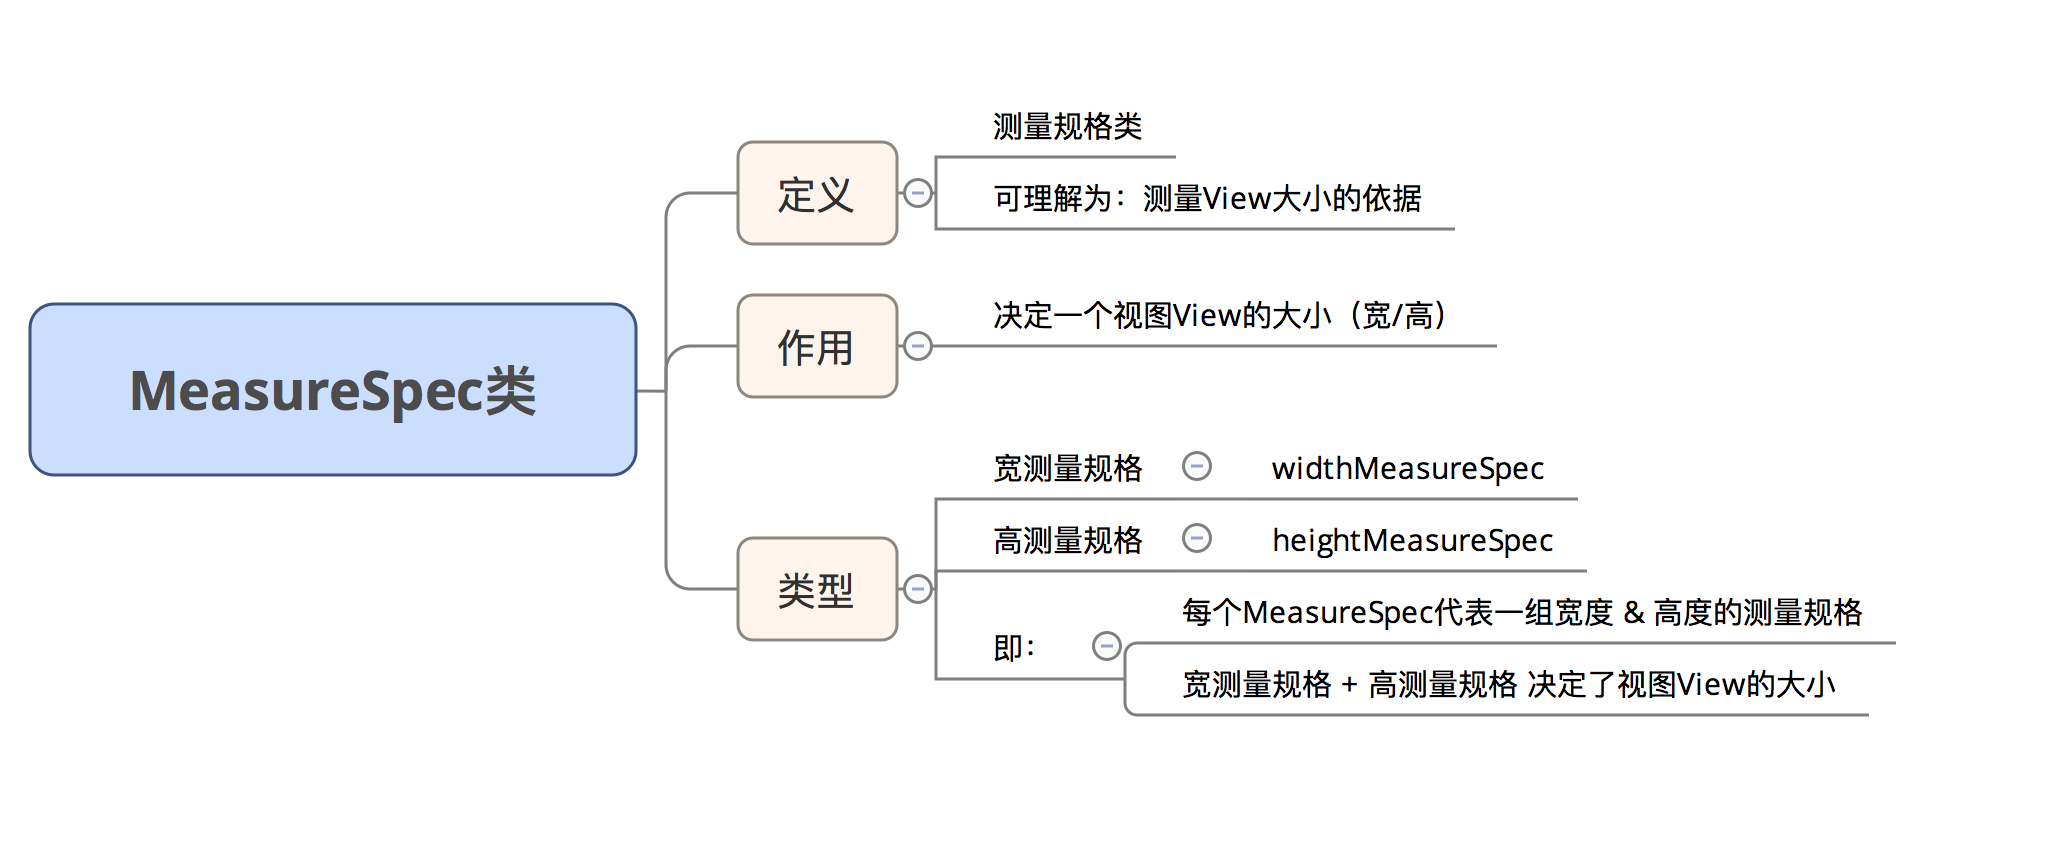 MeasureSpec类
定义
测量规格类
可理解为：测量View大小的依据
作用
决定一个视图View的大小（宽/高）
类型
宽测量规格
widthMeasureSpec
高测量规格
heightMeasureSpec
即：
每个MeasureSpec代表一组宽度 & 高度的测量规格
宽测量规格 + 高测量规格 决定了视图View的大小